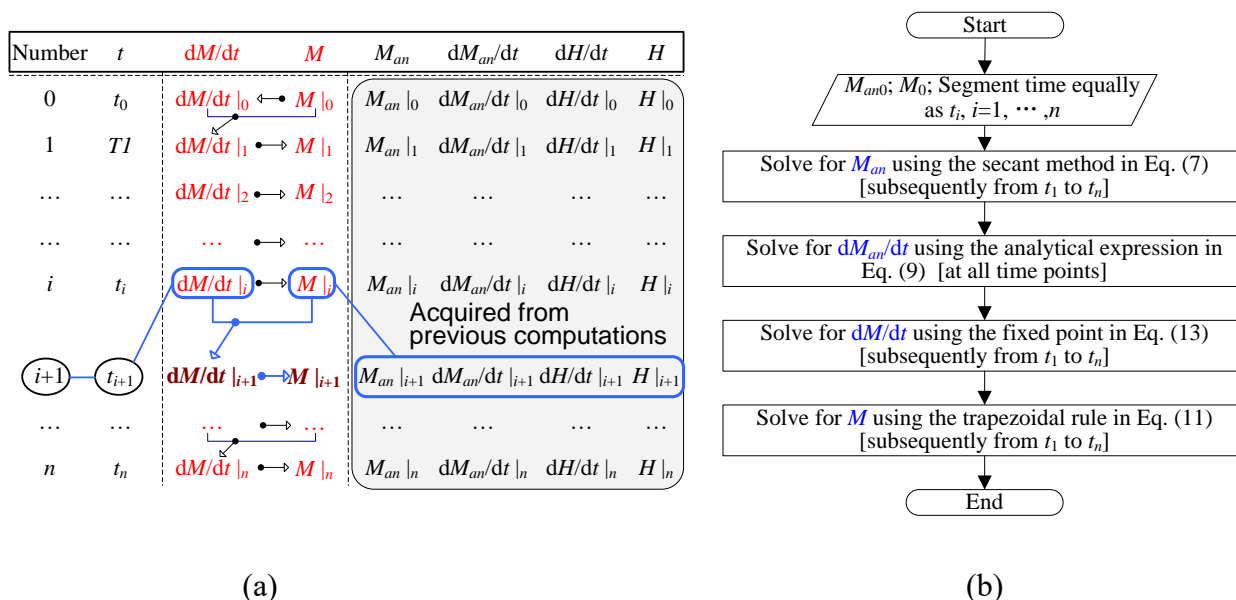 Number t dM/dt M M_an dM_an/dt dH/dt H
0 t_0 dM/dt |_0 M |_0 M_an |_0 dM_an/dt |_0 dH/dt |_0 H |_0
1 T1 dM/dt |_1 M |_1 M_an |_1 dM_an/dt |_1 dH/dt |_1 H |_1
… … dM/dt |_2 M |_2 … … … …
… … … … … … … …
i t_i dM/dt |_i M |_i M_an |_i dM_an/dt |_i dH/dt |_i H |_i
Acquired from
previous computations
i+1 t_{i+1} dM/dt |_{i+1} M |_{i+1} M_an |_{i+1} dM_an/dt |_{i+1} dH/dt |_{i+1} H |_{i+1}
… … … … … … … …
n t_n dM/dt |_n M |_n M_an |_n dM_an/dt |_n dH/dt |_n H |_n
(a)
Start
M_an0; M_0; Segment time equally
as t_i, i=1, ⋯ ,n
Solve for M_an using the secant method in Eq. (7)
[subsequently from t_1 to t_n]
Solve for dM_an/dt using the analytical expression in
Eq. (9) [at all time points]
Solve for dM/dt using the fixed point in Eq. (13)
[subsequently from t_1 to t_n]
Solve for M using the trapezoidal rule in Eq. (11)
[subsequently from t_1 to t_n]
End
(b)